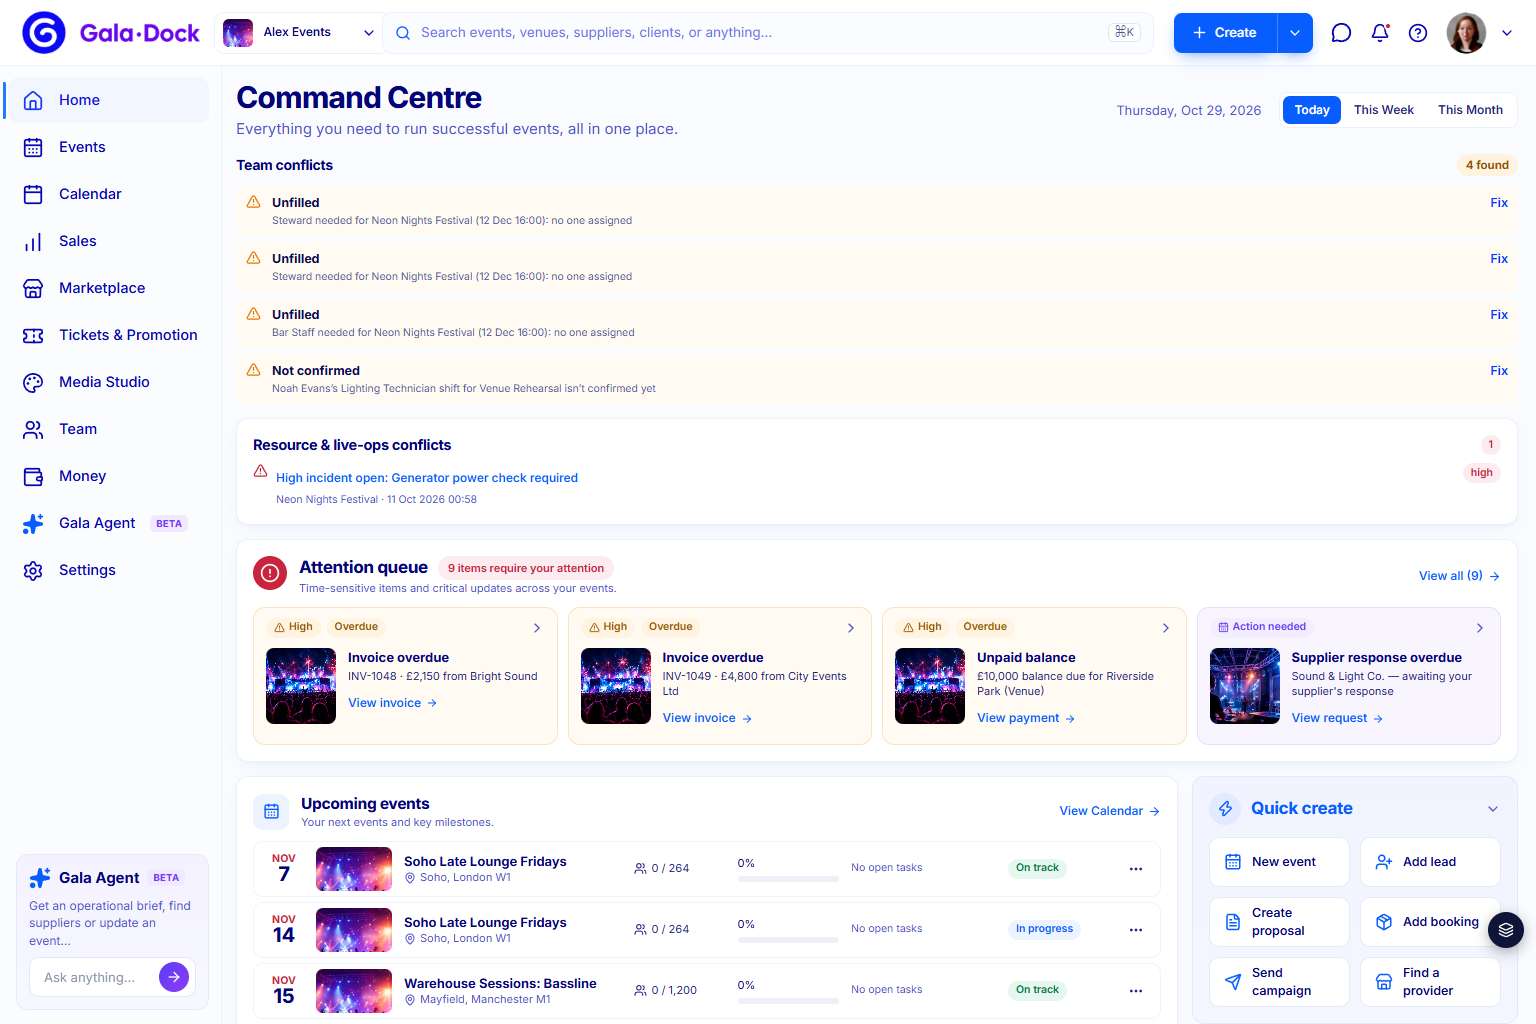 Gala·Dock
Alex Events
Search events, venues, suppliers, clients, or anything...
⌘K
Create
Home
Events
Calendar
Sales
Marketplace
Tickets & Promotion
Media Studio
Team
Money
Gala Agent BETA
Settings
Gala Agent BETA
Get an operational brief, find
suppliers or update an
event...
Ask anything...
Command Centre
Everything you need to run successful events, all in one place.
Thursday, Oct 29, 2026
Today
This Week
This Month
Team conflicts
4 found
Unfilled
Steward needed for Neon Nights Festival (12 Dec 16:00): no one assigned
Fix
Unfilled
Steward needed for Neon Nights Festival (12 Dec 16:00): no one assigned
Fix
Unfilled
Bar Staff needed for Neon Nights Festival (12 Dec 16:00): no one assigned
Fix
Not confirmed
Noah Evans's Lighting Technician shift for Venue Rehearsal isn't confirmed yet
Fix
Resource & live-ops conflicts
1
High incident open: Generator power check required
high
Neon Nights Festival · 11 Oct 2026 00:58
Attention queue
9 items require your attention
Time-sensitive items and critical updates across your events.
View all (9)
High
Overdue
Invoice overdue
INV-1048 · £2,150 from Bright Sound
View invoice
High
Overdue
Invoice overdue
INV-1049 · £4,800 from City Events
Ltd
View invoice
High
Overdue
Unpaid balance
£10,000 balance due for Riverside
Park (Venue)
View payment
Action needed
Supplier response overdue
Sound & Light Co. — awaiting your
supplier's response
View request
Upcoming events
Your next events and key milestones.
View Calendar
NOV
7
Soho Late Lounge Fridays
Soho, London W1
0 / 264
0%
No open tasks
On track
NOV
14
Soho Late Lounge Fridays
Soho, London W1
0 / 264
0%
No open tasks
In progress
NOV
15
Warehouse Sessions: Bassline
Mayfield, Manchester M1
0 / 1,200
0%
No open tasks
On track
Quick create
New event
Add lead
Create
proposal
Add booking
Send
campaign
Find a
provider